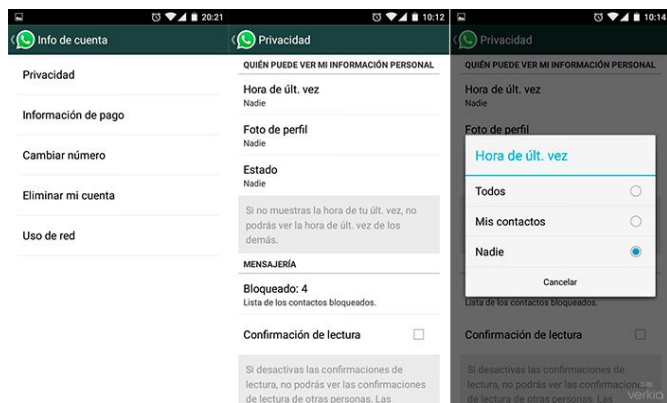 20:21
Info de cuenta
Privacidad
Información de pago
Cambiar número
Eliminar mi cuenta
Uso de red
10:12
Privacidad
QUIÉN PUEDE VER MI INFORMACIÓN PERSONAL
Hora de últ. vez
Nadie
Foto de perfil
Nadie
Estado
Nadie
Si no muestras la hora de tu últ. vez, no
podrás ver la hora de últ. vez de los
demás.
MENSAJERÍA
Bloqueado: 4
Lista de los contactos bloqueados.
Confirmación de lectura
Si desactivas las confirmaciones de
lectura, no podrás ver las confirmaciones
de lectura de otras personas. Las
10:14
Privacidad
QUIÉN PUEDE VER MI INFORMACIÓN PERSONAL
Hora de últ. vez
Nadie
Foto de perfil
Hora de últ. vez
Todos
Mis contactos
Nadie
Cancelar
Lista de los contactos bloqueados.
Confirmación de lectura
Si desactivas las confirmaciones de
lectura, no podrás ver las confirmaciones
de lectura de otras personas. Las
verkia